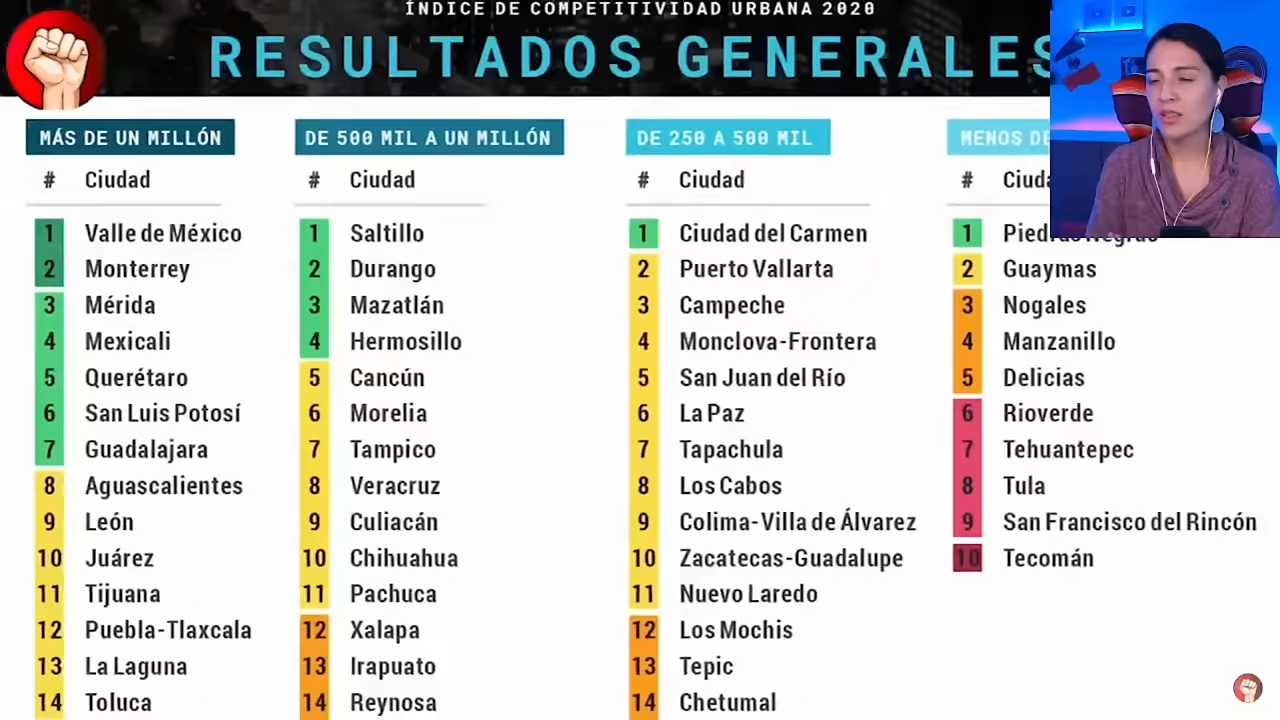 ÍNDICE DE COMPETITIVIDAD URBANA 2020
RESULTADOS GENERALES
MÁS DE UN MILLÓN
# Ciudad
1 Valle de México
2 Monterrey
3 Mérida
4 Mexicali
5 Querétaro
6 San Luis Potosí
7 Guadalajara
8 Aguascalientes
9 León
10 Juárez
11 Tijuana
12 Puebla-Tlaxcala
13 La Laguna
14 Toluca
DE 500 MIL A UN MILLÓN
# Ciudad
1 Saltillo
2 Durango
3 Mazatlán
4 Hermosillo
5 Cancún
6 Morelia
7 Tampico
8 Veracruz
9 Culiacán
10 Chihuahua
11 Pachuca
12 Xalapa
13 Irapuato
14 Reynosa
DE 250 A 500 MIL
# Ciudad
1 Ciudad del Carmen
2 Puerto Vallarta
3 Campeche
4 Monclova-Frontera
5 San Juan del Río
6 La Paz
7 Tapachula
8 Los Cabos
9 Colima-Villa de Álvarez
10 Zacatecas-Guadalupe
11 Nuevo Laredo
12 Los Mochis
13 Tepic
14 Chetumal
MENOS DE
#
1 Piedras Negras
2 Guaymas
3 Nogales
4 Manzanillo
5 Delicias
6 Rioverde
7 Tehuantepec
8 Tula
9 San Francisco del Rincón
10 Tecomán